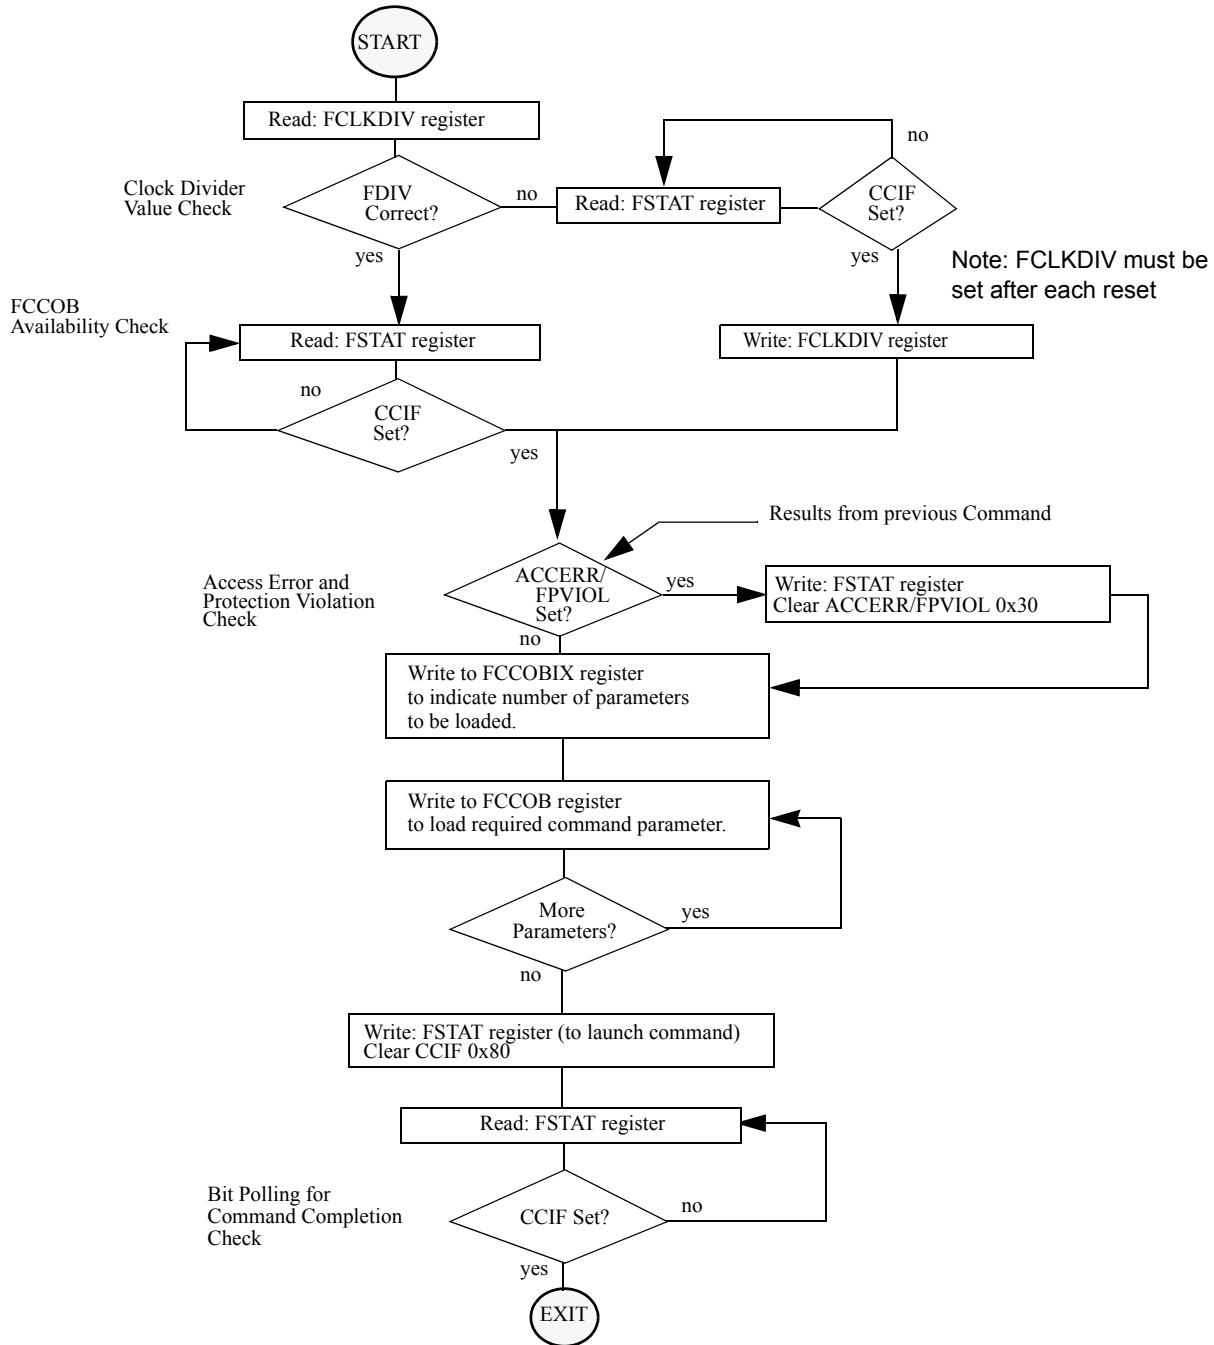 START
Read: FCLKDIV register
no
Clock Divider
Value Check
FDIV
Correct?
no
Read: FSTAT register
CCIF
Set?
yes
yes
Note: FCLKDIV must be
set after each reset
FCCOB
Availability Check
Read: FSTAT register
Write: FCLKDIV register
no
CCIF
Set?
yes
Results from previous Command
Access Error and
Protection Violation
Check
ACCERR/
FPVIOL
Set?
yes
Write: FSTAT register
Clear ACCERR/FPVIOL 0x30
no
Write to FCCOBIX register
to indicate number of parameters
to be loaded.
Write to FCCOB register
to load required command parameter.
More
Parameters?
yes
no
Write: FSTAT register (to launch command)
Clear CCIF 0x80
Read: FSTAT register
Bit Polling for
Command Completion
Check
CCIF Set?
no
yes
EXIT